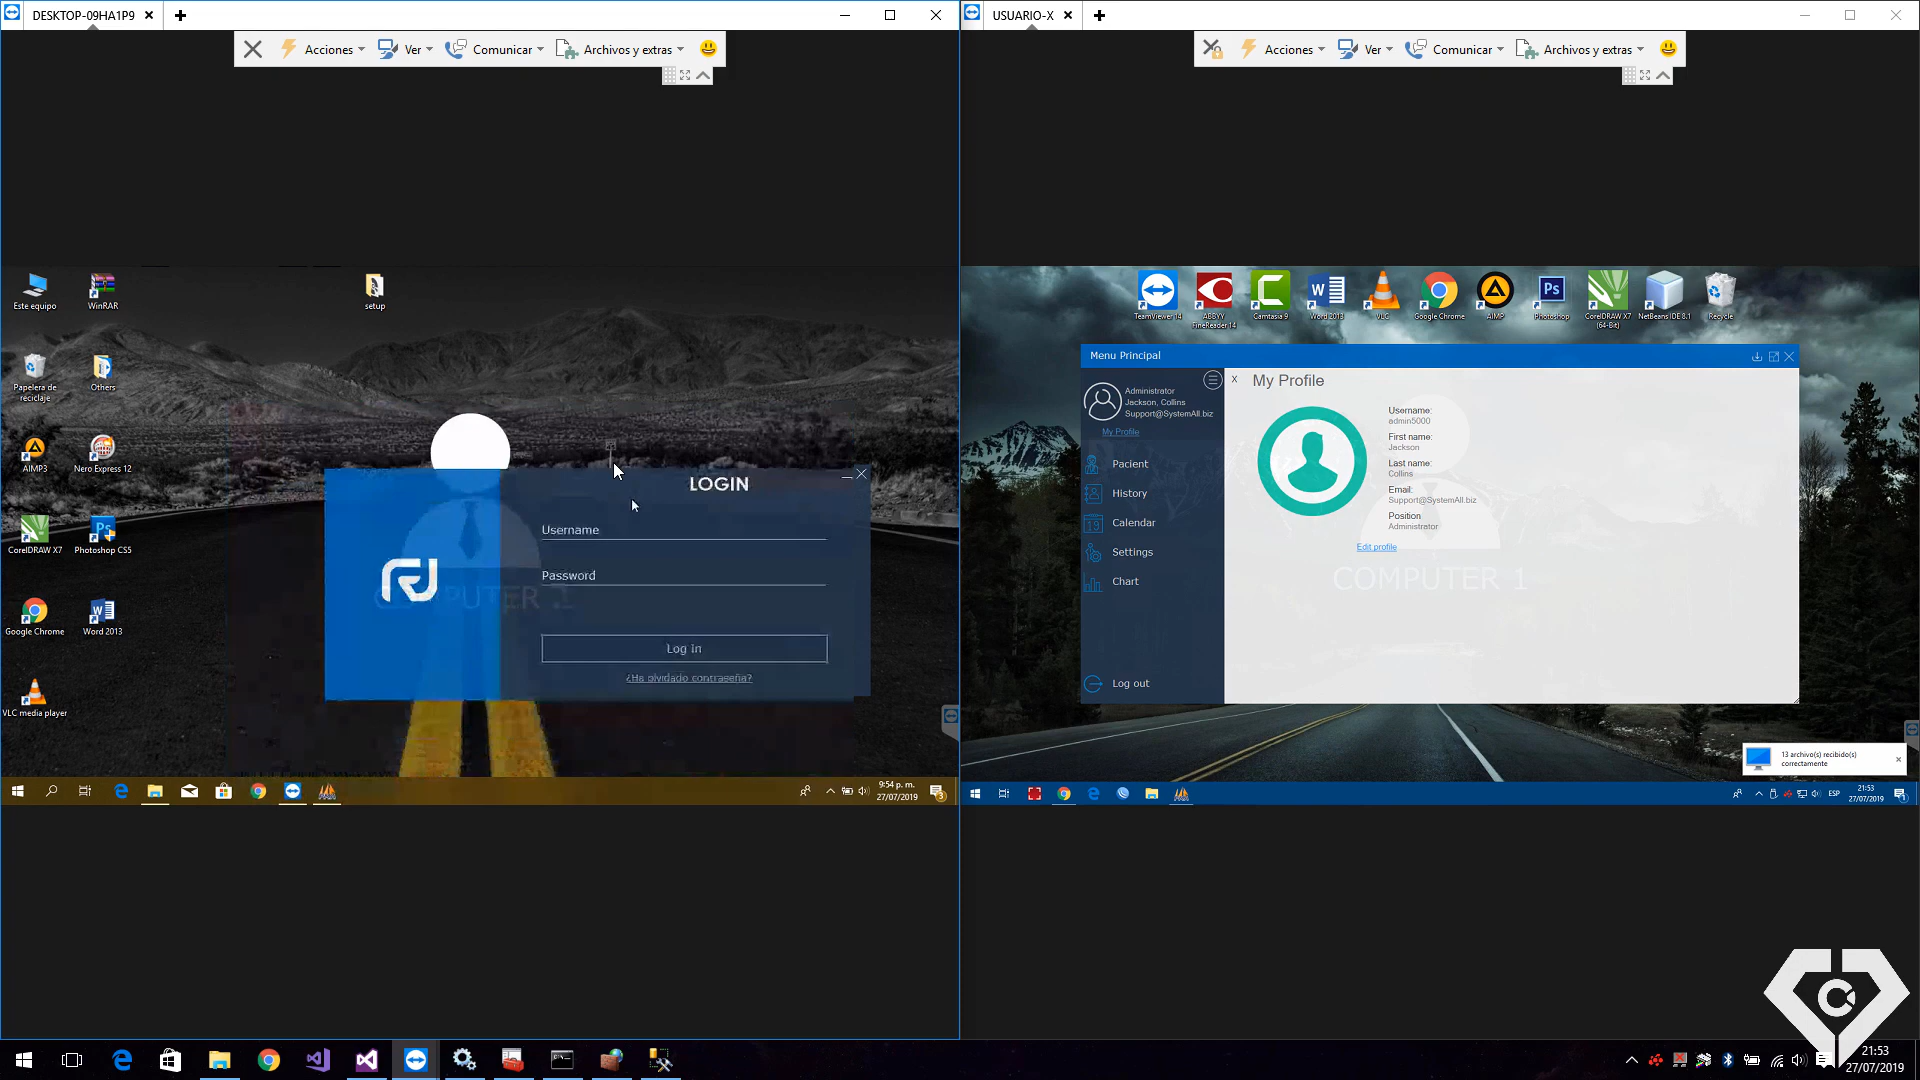 DESKTOP-09HA1P9
Acciones
Ver
Comunicar
Archivos y extras
Este equipo
WinRAR
setup
Papelera de
reciclaje
Others
AIMP3
Nero Express 12
CorelDRAW X7
Photoshop CS5
Google Chrome
Word 2013
VLC media player
LOGIN
Username
Password
Log in
¿Ha olvidado contraseña?
COMPUTER 1
9:54 p. m.
27/07/2019
3
USUARIO-X
Acciones
Ver
Comunicar
Archivos y extras
TeamViewer 14
ABBYY
FineReader 14
Camtasia 9
Word 2013
VLC
Google Chrome
AIMP
Photoshop
CorelDRAW X7
(64-Bit)
NetBeans IDE 8.1
Recycle
Menu Principal
Administrator
Jackson, Collins
Support@SystemAll.biz
My Profile
Pacient
History
Calendar
Settings
Chart
Log out
X
My Profile
Username:
admin5000
First name:
Jackson
Last name:
Collins
Email:
Support@SystemAll.biz
Position
Administrator
Edit profile
COMPUTER 1
13 archivo(s) recibido(s)
correctamente
ESP
21:53
27/07/2019
1
21:53
27/07/2019